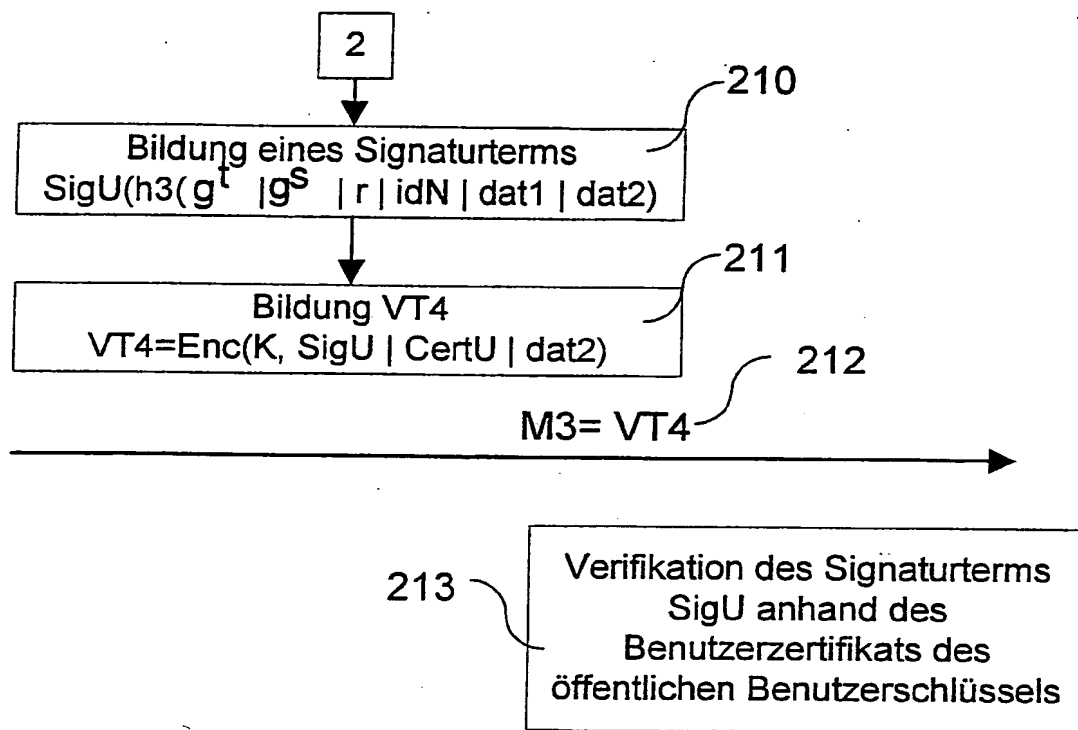 2
210
Bildung eines Signaturterms
SigU(h3( g^t |g^s | r | idN | dat1 | dat2)
211
Bildung VT4
VT4=Enc(K, SigU | CertU | dat2)
212
M3= VT4
213
Verifikation des Signaturterms
SigU anhand des
Benutzerzertifikats des
öffentlichen Benutzerschlüssels